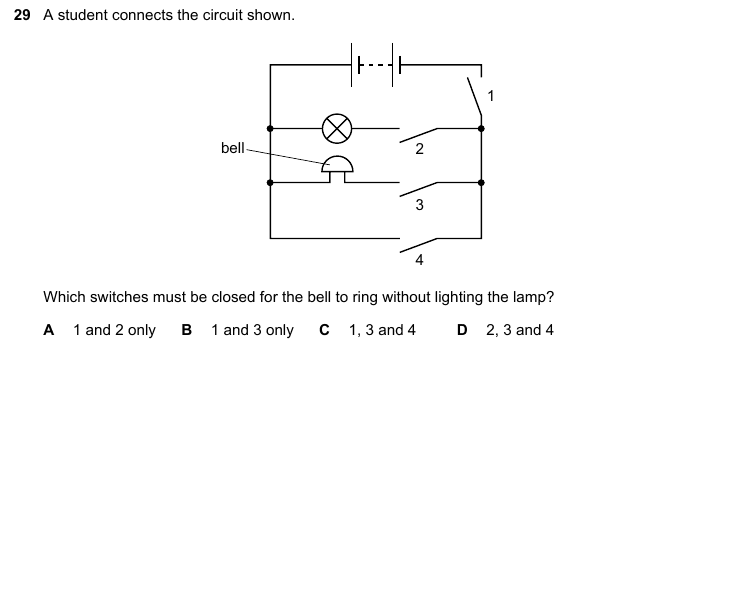 29 A student connects the circuit shown.
1
2
bell
3
4
Which switches must be closed for the bell to ring without lighting the lamp?
A 1 and 2 only B 1 and 3 only C 1, 3 and 4 D 2, 3 and 4